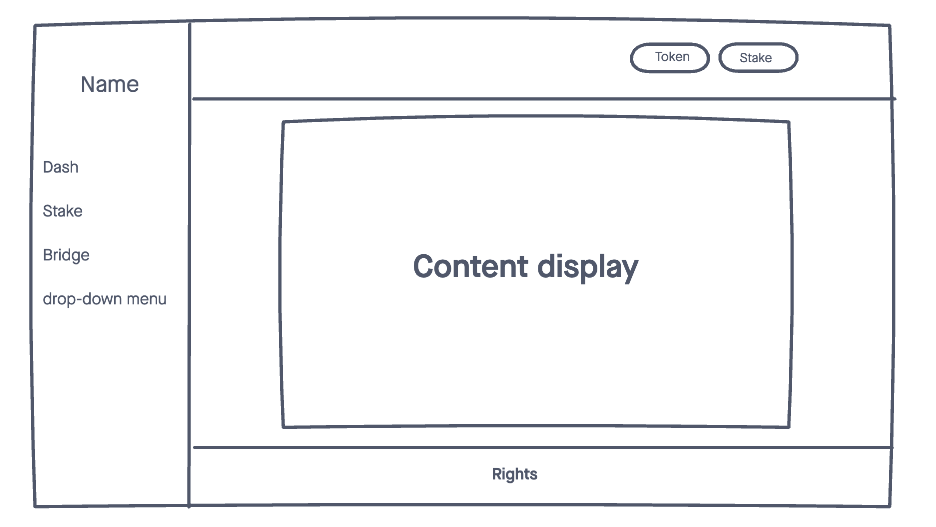 Name
Dash
Stake
Bridge
drop-down menu
Token
Stake
Content display
Rights